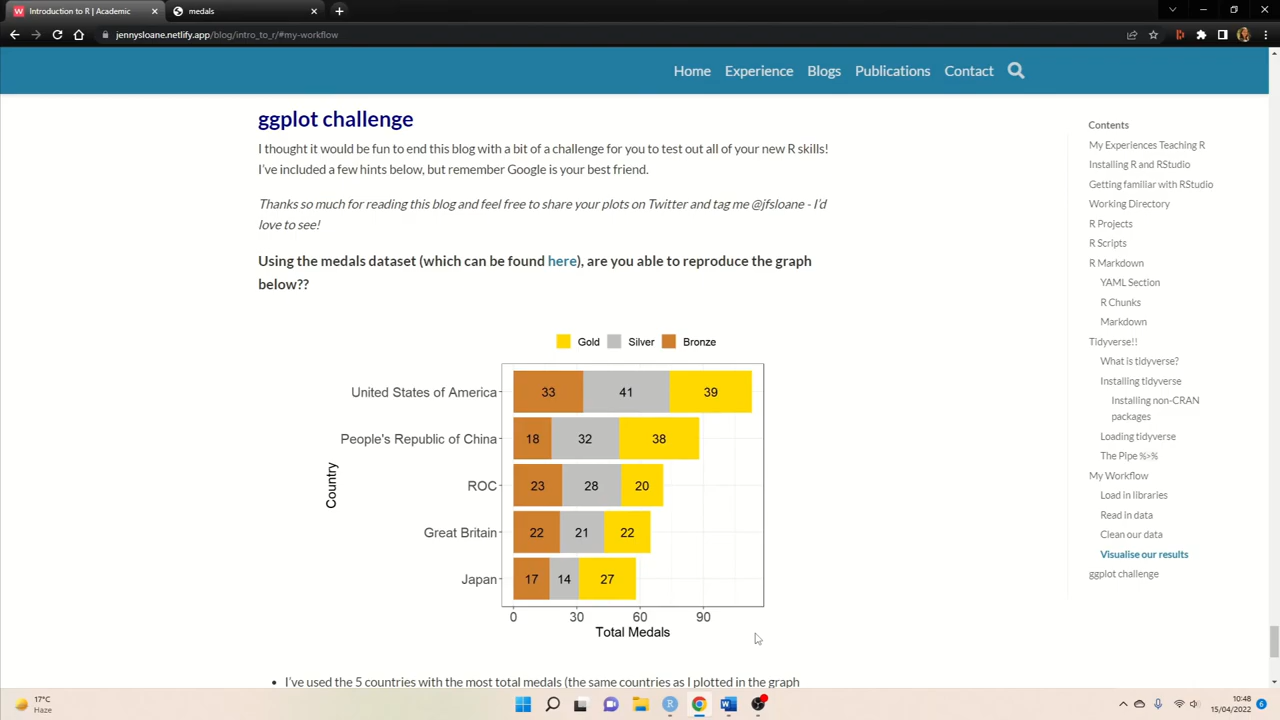 Introduction to R | Academic
medals
jennysloane.netlify.app/blog/intro_to_r/#my-workflow
Home Experience Blogs Publications Contact
ggplot challenge
I thought it would be fun to end this blog with a bit of a challenge for you to test out all of your new R skills!
I've included a few hints below, but remember Google is your best friend.
Thanks so much for reading this blog and feel free to share your plots on Twitter and tag me @jfsloane - I'd
love to see!
Using the medals dataset (which can be found here), are you able to reproduce the graph
below??
Gold Silver Bronze
United States of America 33 41 39
People's Republic of China 18 32 38
ROC 23 28 20
Great Britain 22 21 22
Japan 17 14 27
Country
0 30 60 90
Total Medals
I've used the 5 countries with the most total medals (the same countries as I plotted in the graph
Contents
My Experiences Teaching R
Installing R and RStudio
Getting familiar with RStudio
Working Directory
R Projects
R Scripts
R Markdown
YAML Section
R Chunks
Markdown
Tidyverse!!
What is tidyverse?
Installing tidyverse
Installing non-CRAN
packages
Loading tidyverse
The Pipe %>%
My Workflow
Load in libraries
Read in data
Clean our data
Visualise our results
ggplot challenge
17°C
Haze
10:48
15/04/2022
6